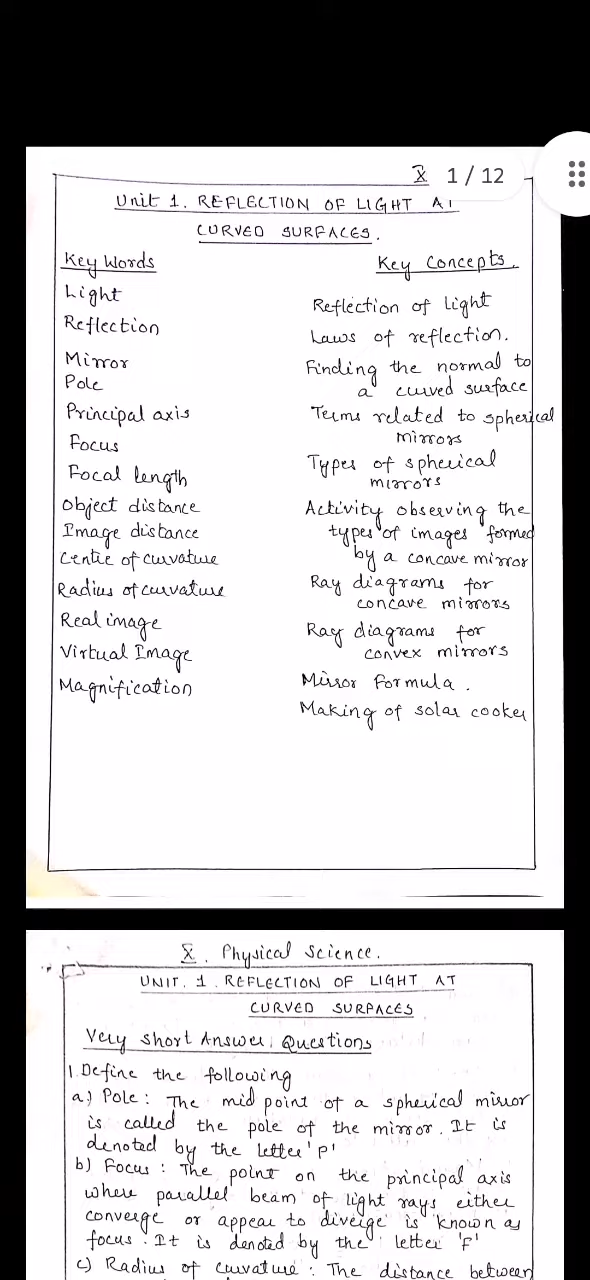 X 1 / 12
Unit 1. REFLECTION OF LIGHT AT
CURVED SURFACES.
Key Words
Light
Reflection
Mirror
Pole
Principal axis
Focus
Focal length
Object distance
Image distance
Centre of curvature
Radius of curvature
Real image
Virtual Image
Magnification
Key Concepts.
Reflection of light
Laws of reflection.
Finding the normal to
a curved surface
Terms related to spherical
mirrors
Types of spherical
mirrors
Activity observing the
types of images formed
by a concave mirror
Ray diagrams for
concave mirrors
Ray diagrams for
convex mirrors
Mirror formula.
Making of solar cooker
X. Physical Science.
UNIT. 1. REFLECTION OF LIGHT AT
CURVED SURFACES
Very short Answer Questions
1. Define the following
a) Pole: The mid point of a spherical mirror
is called the pole of the mirror. It is
denoted by the letter 'P'
b) Focus: The point on the principal axis
where parallel beam of light rays either
converge or appear to diverge is known as
focus. It is denoted by the letter 'F'
c) Radius of curvature: The distance between